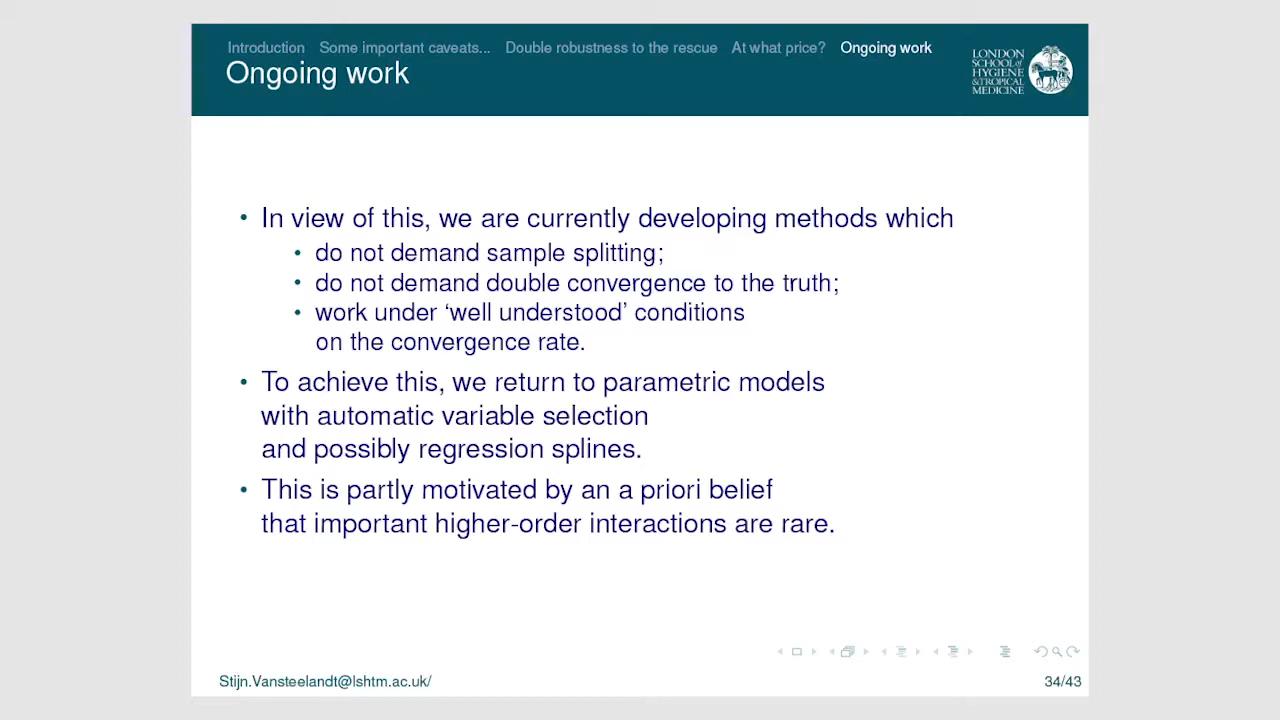 Introduction Some important caveats... Double robustness to the rescue At what price? Ongoing work
Ongoing work
LONDON
SCHOOL of
HYGIENE
& TROPICAL
MEDICINE
• In view of this, we are currently developing methods which
• do not demand sample splitting;
• do not demand double convergence to the truth;
• work under ‘well understood’ conditions
on the convergence rate.
• To achieve this, we return to parametric models
with automatic variable selection
and possibly regression splines.
• This is partly motivated by an a priori belief
that important higher-order interactions are rare.
Stijn.Vansteelandt@lshtm.ac.uk/ 34/43